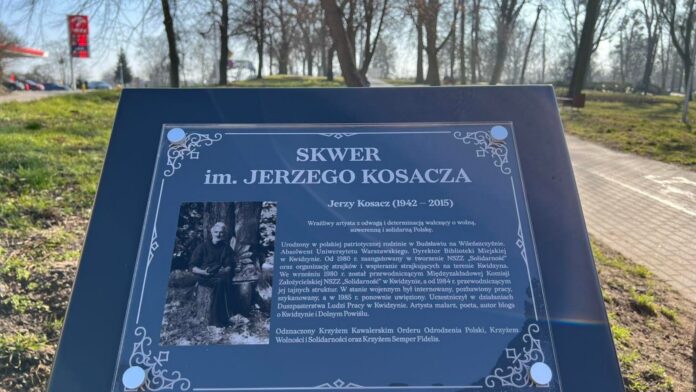 SKWER
im. JERZEGO KOSACZA
Jerzy Kosacz (1942 – 2015)
Wrażliwy artysta z odwagą i determinacją walczący o wolną,
suwerenną i solidarną Polskę.
Urodzony w polskiej patriotycznej rodzinie w Budsławiu na Wileńszczyźnie.
Absolwent Uniwersytetu Warszawskiego. Dyrektor Biblioteki Miejskiej
w Kwidzynie. Od 1980 r. zaangażowany w tworzenie NSZZ „Solidarność”
oraz organizację strajków i wspieranie strajkujących na terenie Kwidzyna.
We wrześniu 1980 r. został przewodniczącym Międzyzakładowej Komisji
Założycielskiej NSZZ „Solidarność” w Kwidzynie, a od 1984 r. przewodniczącym
jej tajnych struktur. W stanie wojennym był internowany, pozbawiony pracy,
szykanowany, a w 1985 r. ponownie uwięziony. Uczestniczył w działaniach
Duszpasterstwa Ludzi Pracy w Kwidzynie. Artysta malarz, poeta, autor blogu
o Kwidzynie i Dolnym Powiślu.
Odznaczony Krzyżem Kawalerskim Orderu Odrodzenia Polski, Krzyżem
Wolności i Solidarności oraz Krzyżem Semper Fidelis.